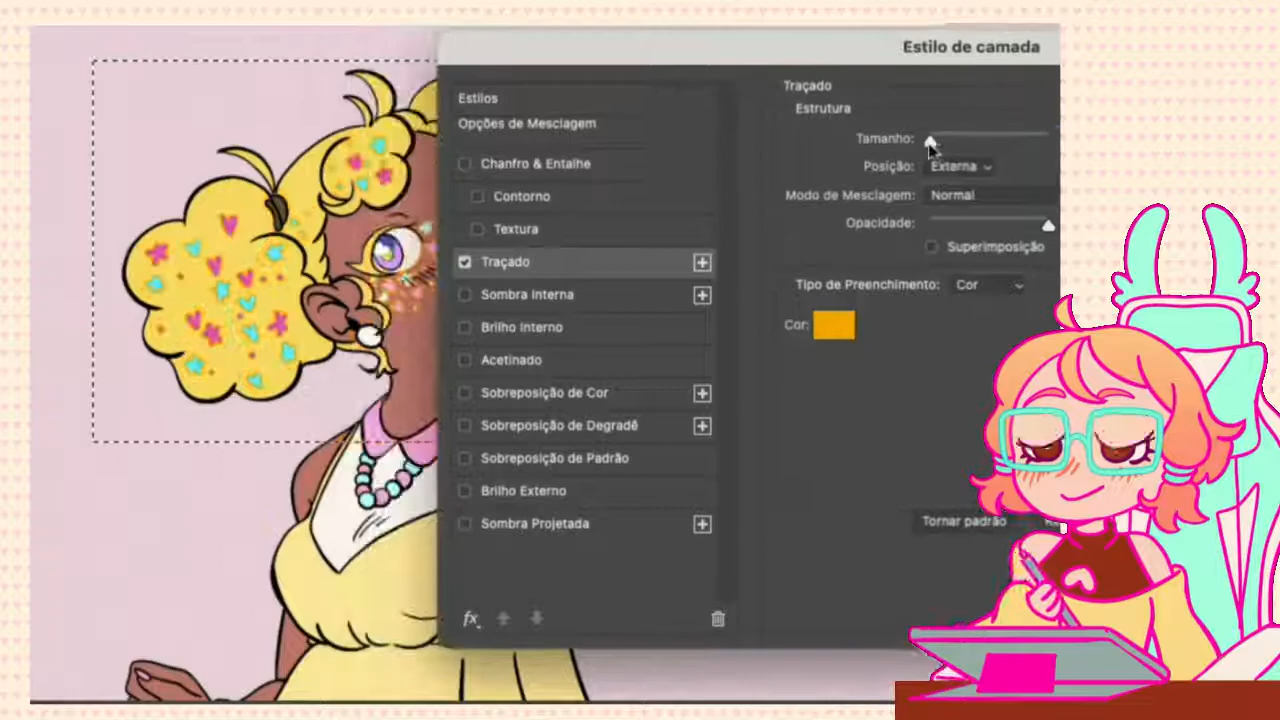 Estilo de camada
Estilos
Opções de Mesclagem
Chanfro & Entalhe
Contorno
Textura
Traçado
Sombra Interna
Brilho Interno
Acetinado
Sobreposição de Cor
Sobreposição de Degradê
Sobreposição de Padrão
Brilho Externo
Sombra Projetada
fx
Traçado
Estrutura
Tamanho:
Posição: Externa
Modo de Mesclagem: Normal
Opacidade:
Superimposição
Tipo de Preenchimento: Cor
Cor:
Tornar padrão